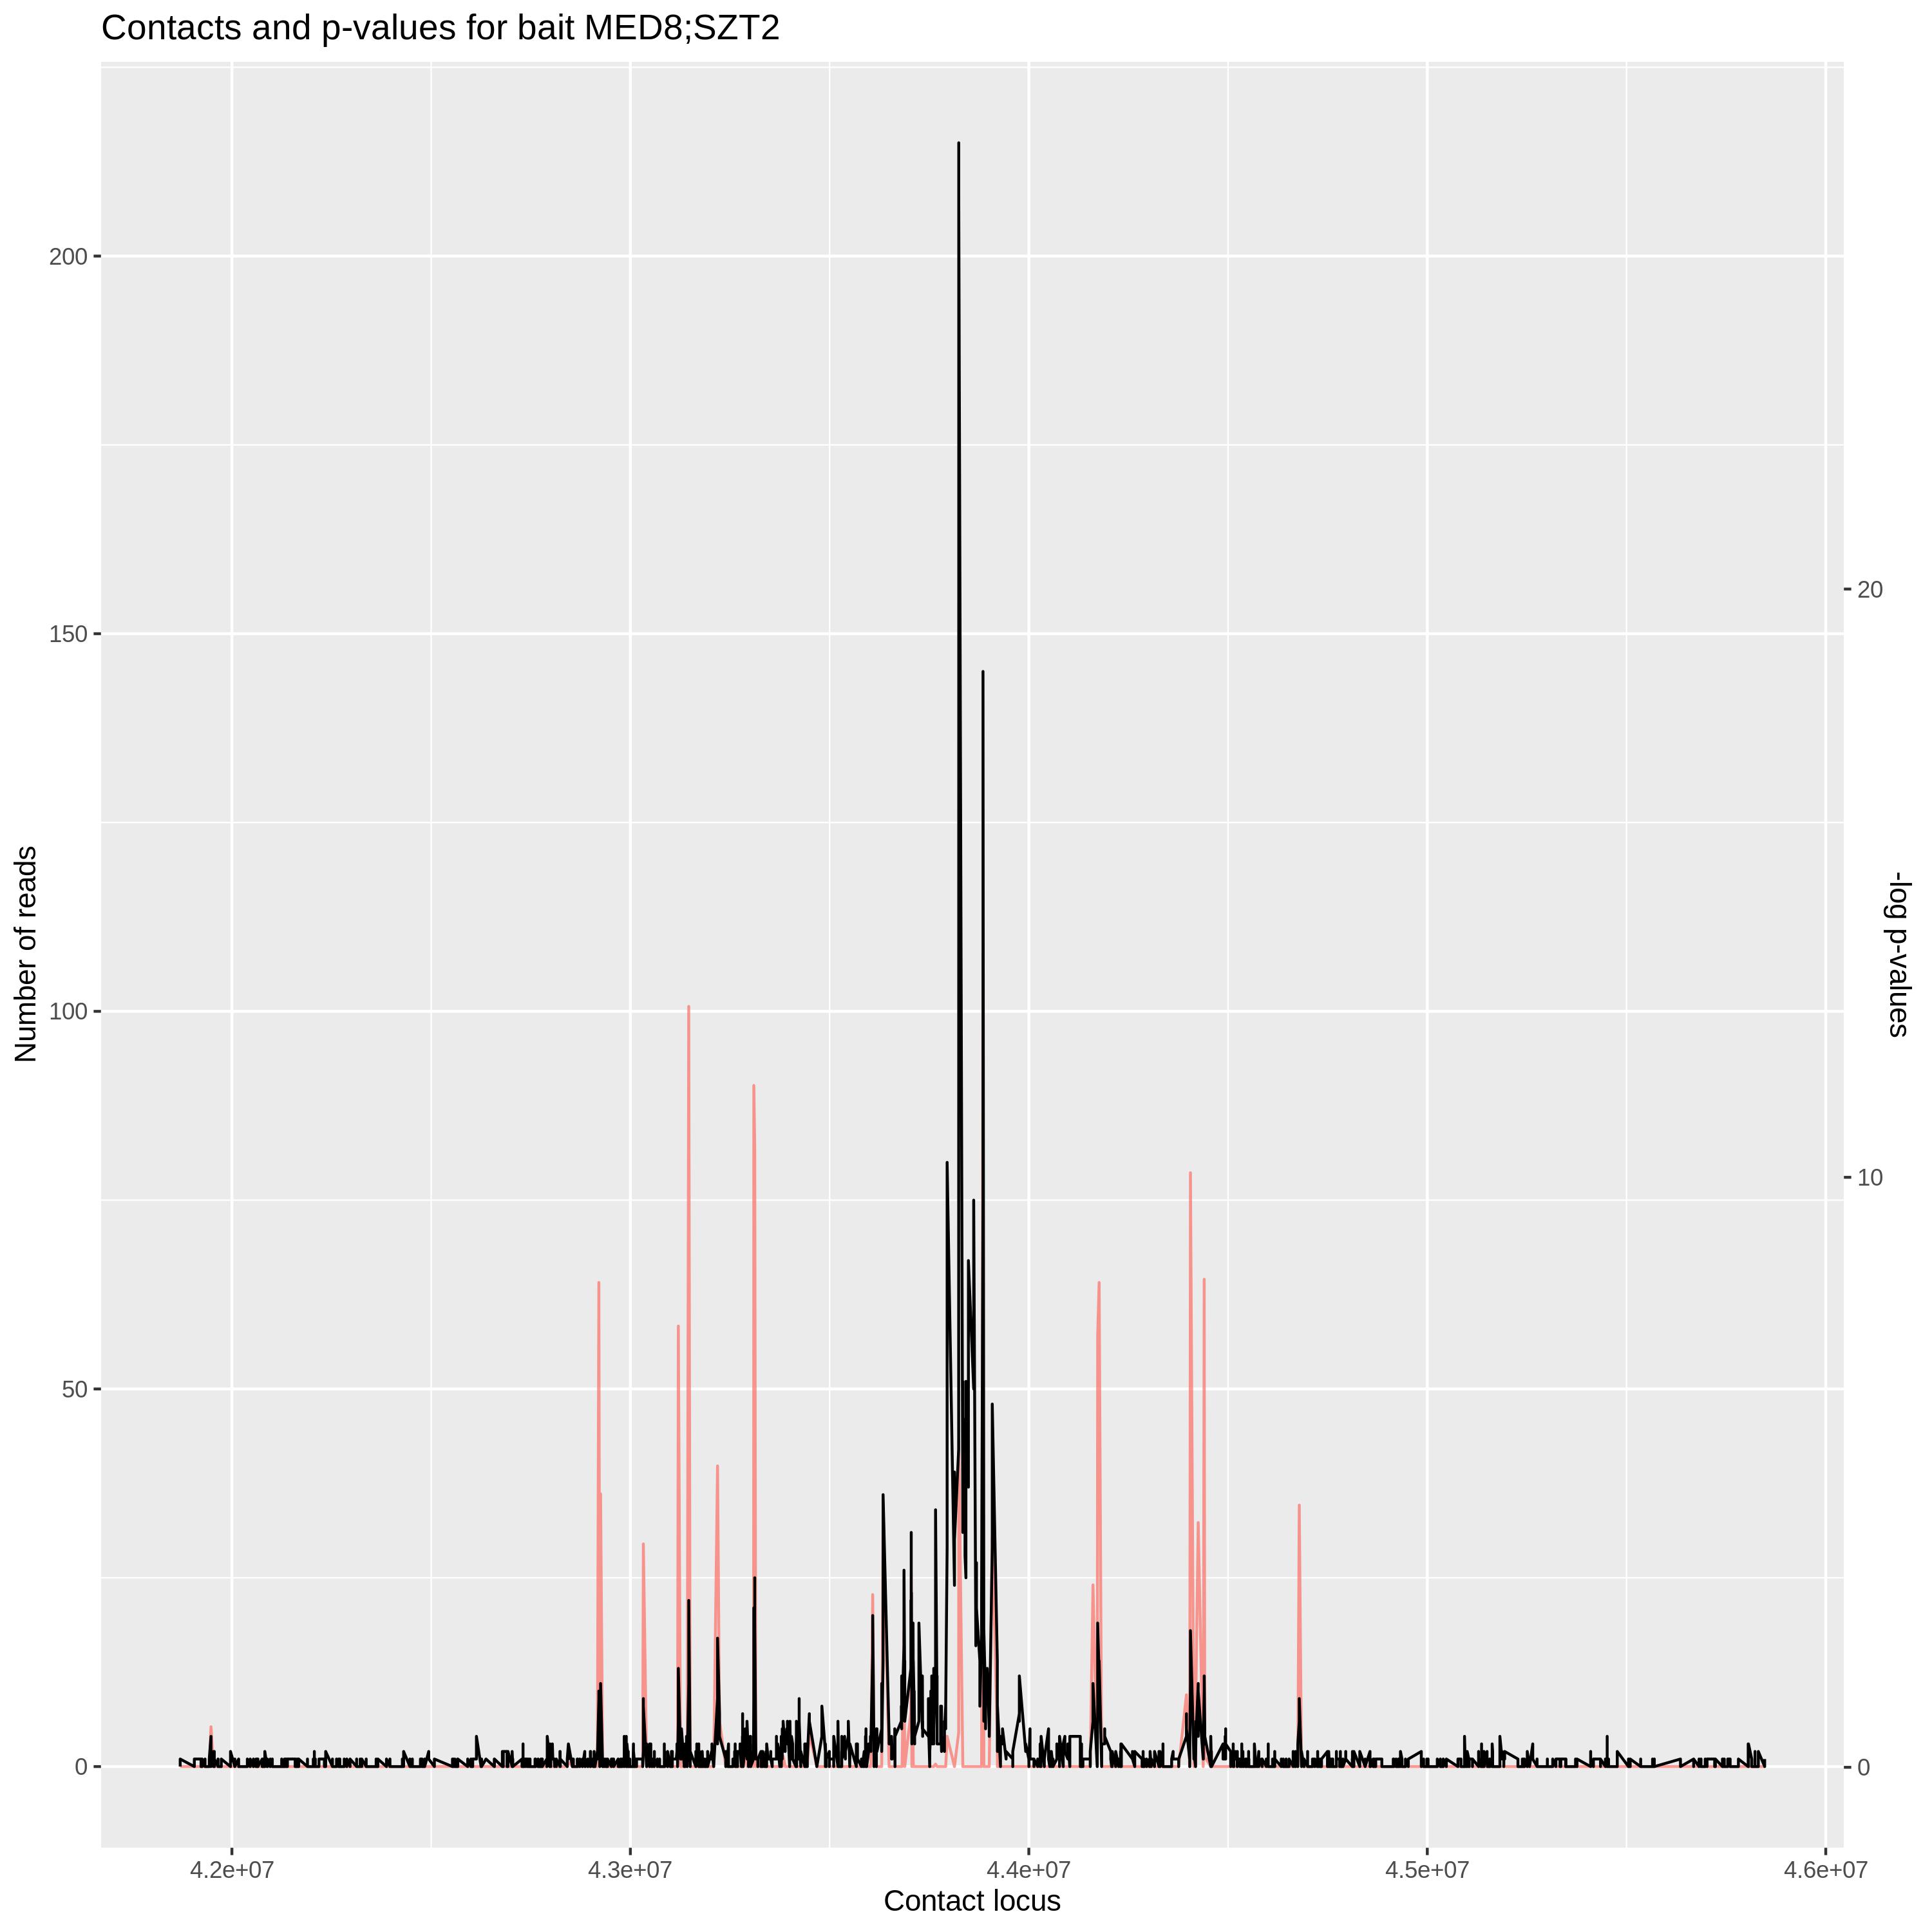 Contacts and p-values for bait MED8;SZT2
200
150
100
50
0
Number of reads
20
10
0
-log p-values
4.2e+07
4.3e+07
4.4e+07
4.5e+07
4.6e+07
Contact locus